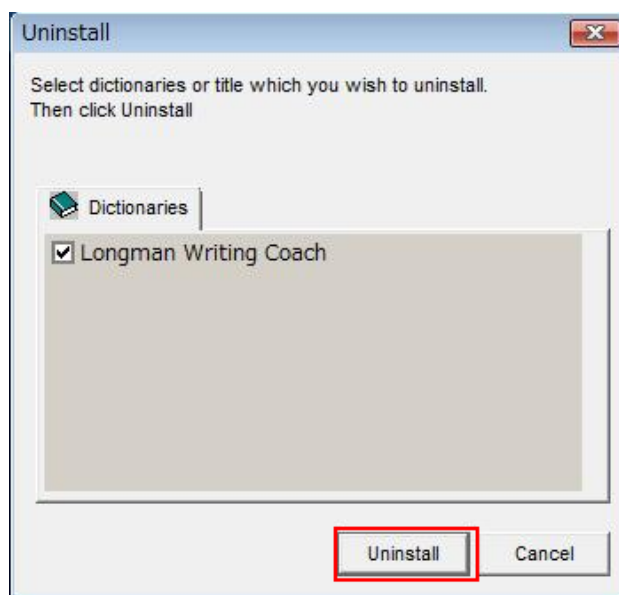 Uninstall
Select dictionaries or title which you wish to uninstall.
Then click Uninstall
Dictionaries
Longman Writing Coach
Uninstall
Cancel